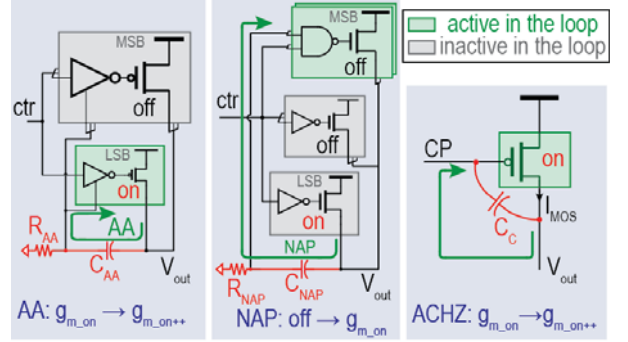 MSB
ctr
off
LSB
on
AA
R_AA
C_AA
V_out
AA: g_m_on → g_m_on++
MSB
off
ctr
off
LSB
on
NAP
R_NAP
C_NAP
V_out
NAP: off → g_m_on
active in the loop
inactive in the loop
CP
on
I_MOS
C_C
V_out
ACHZ: g_m_on → g_m_on++